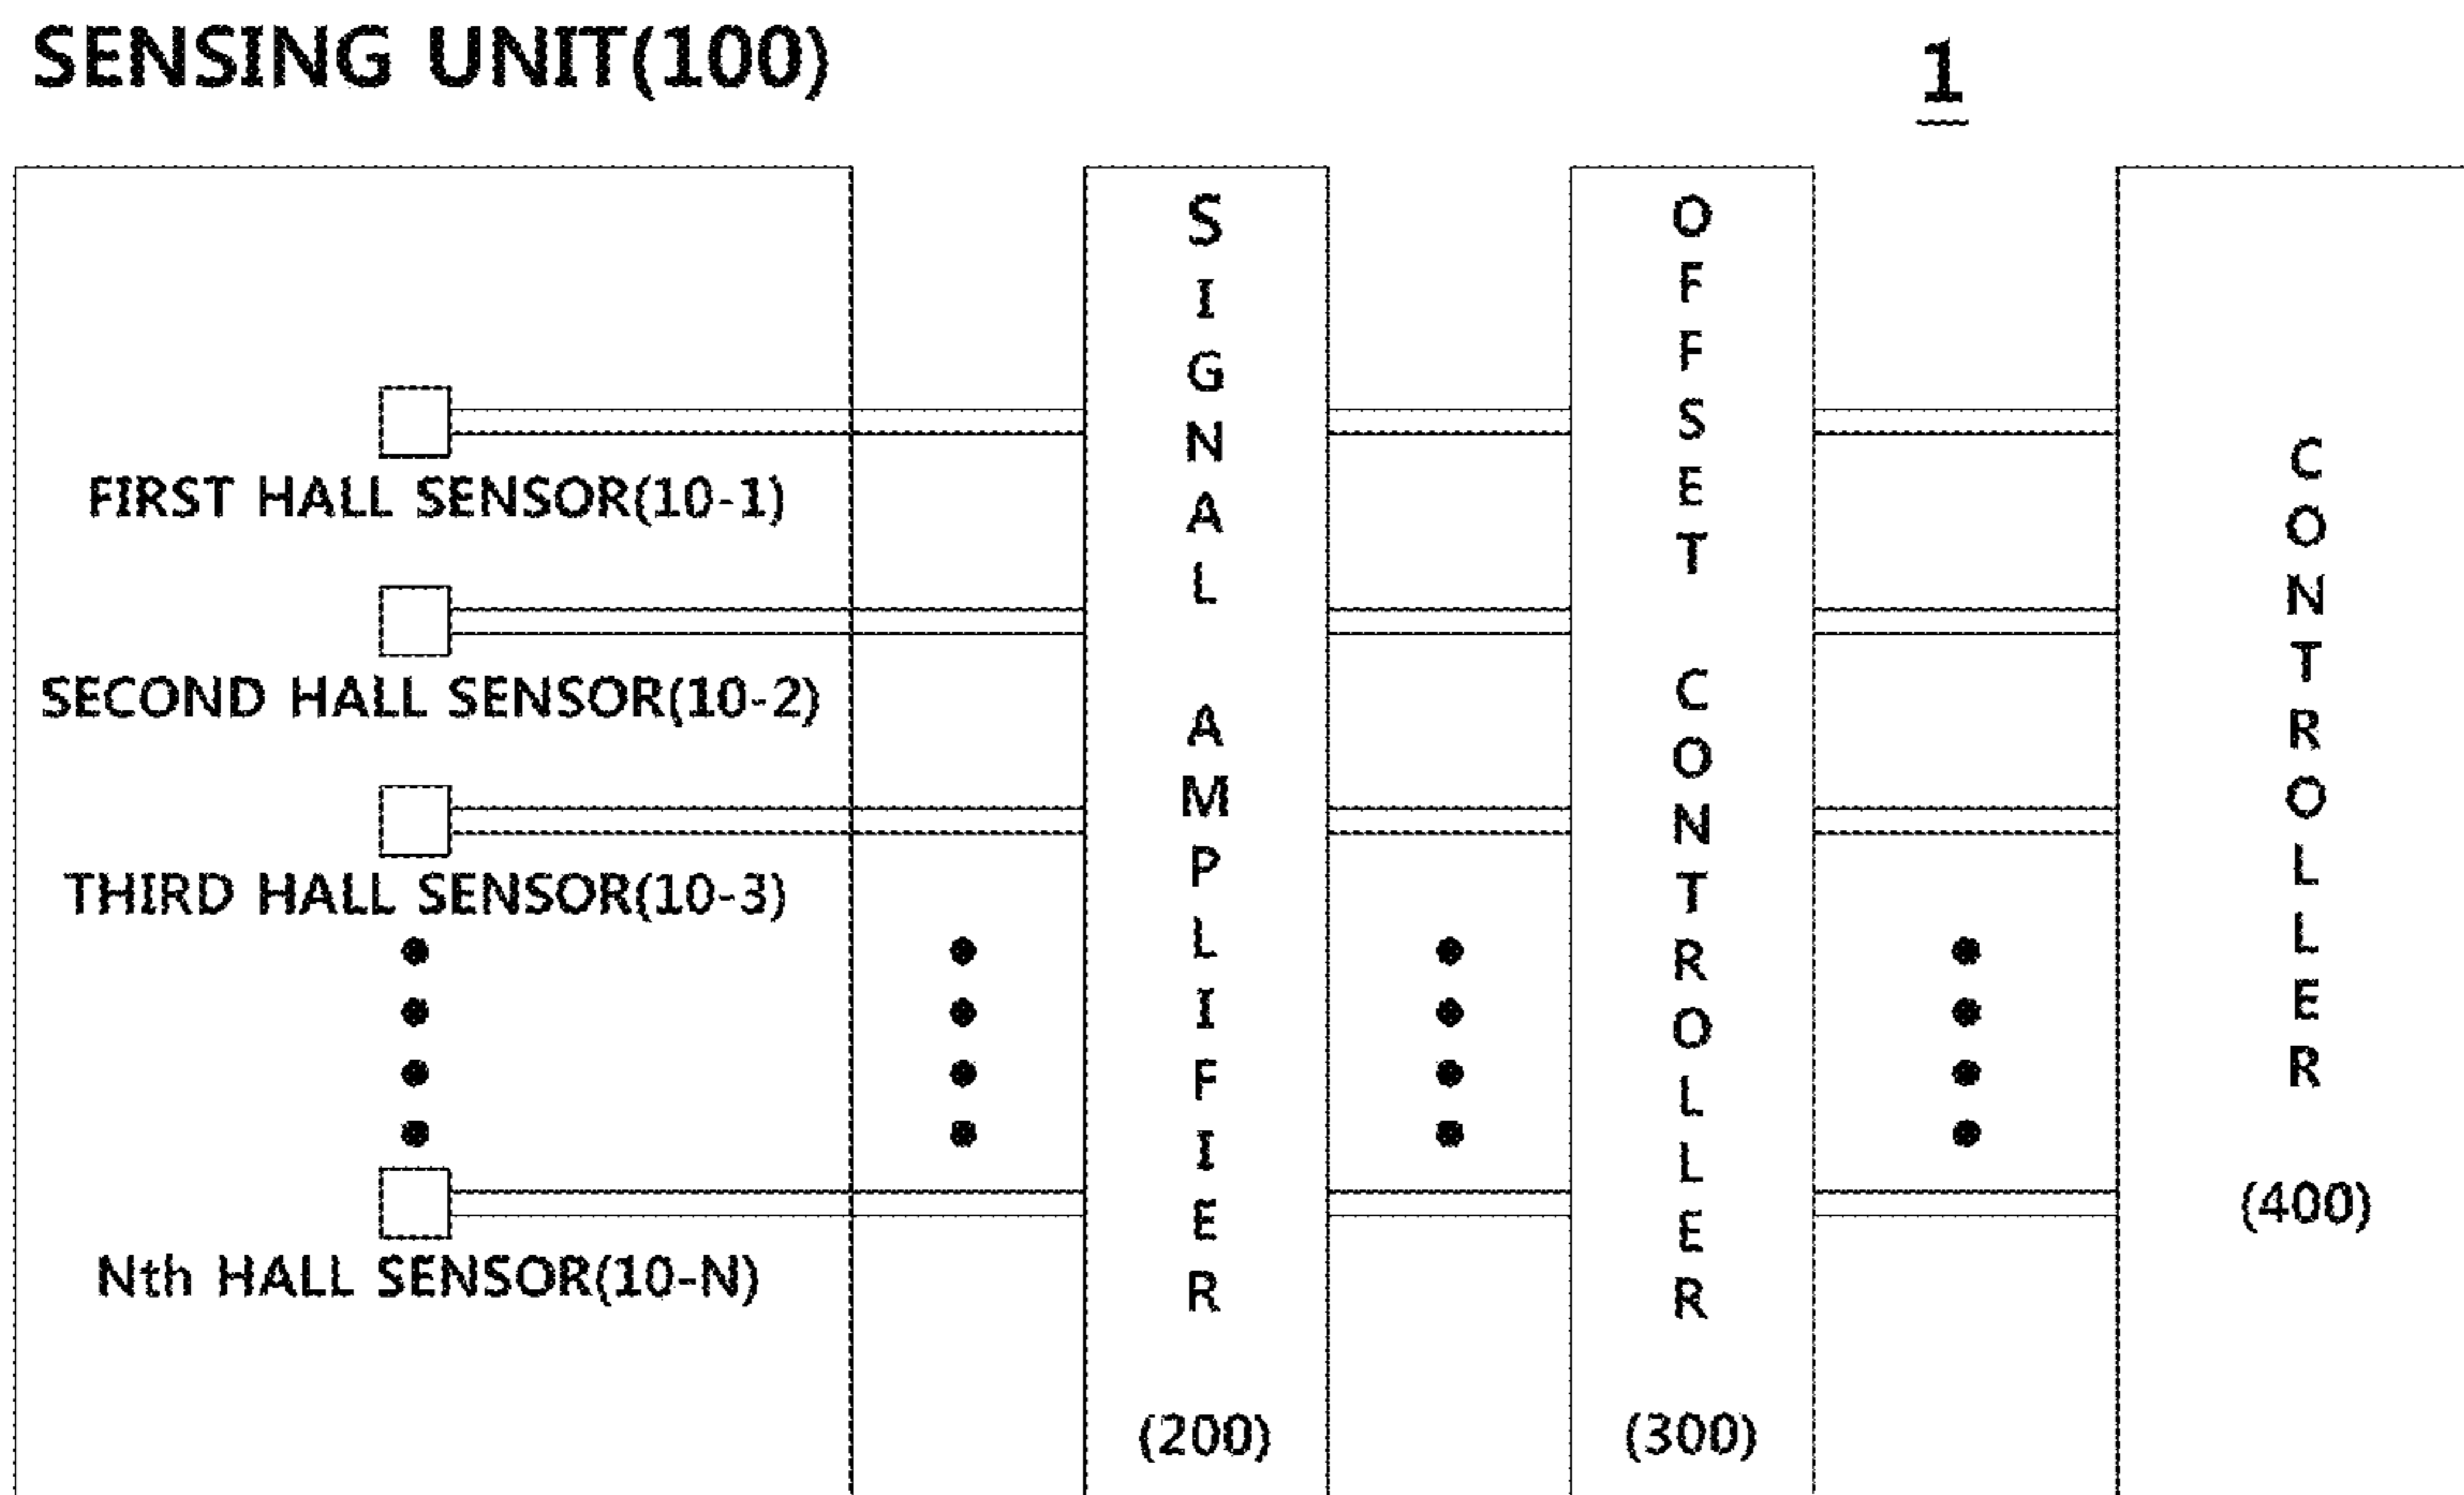 SENSING UNIT(100)
1
FIRST HALL SENSOR(10-1)
SECOND HALL SENSOR(10-2)
THIRD HALL SENSOR(10-3)
Nth HALL SENSOR(10-N)
SIGNAL AMPLIFIER
(200)
OFFSET CONTROLLER
(300)
CONTROLLER
(400)